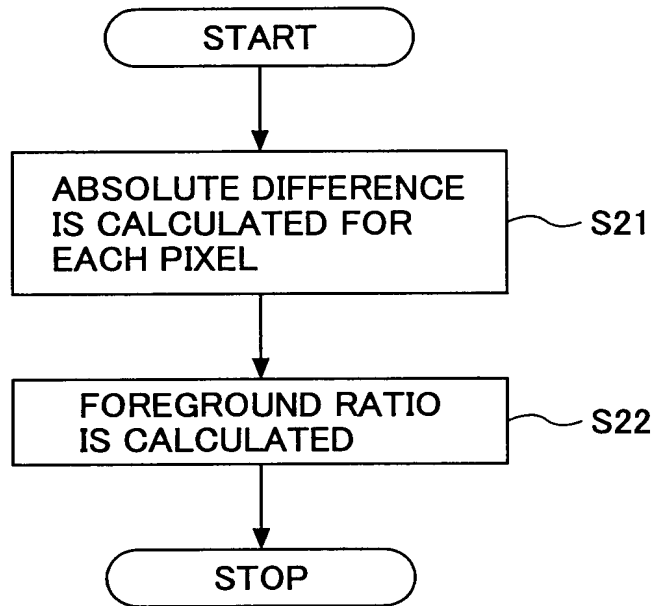 START
ABSOLUTE DIFFERENCE
IS CALCULATED FOR
EACH PIXEL
S21
FOREGROUND RATIO
IS CALCULATED
S22
STOP